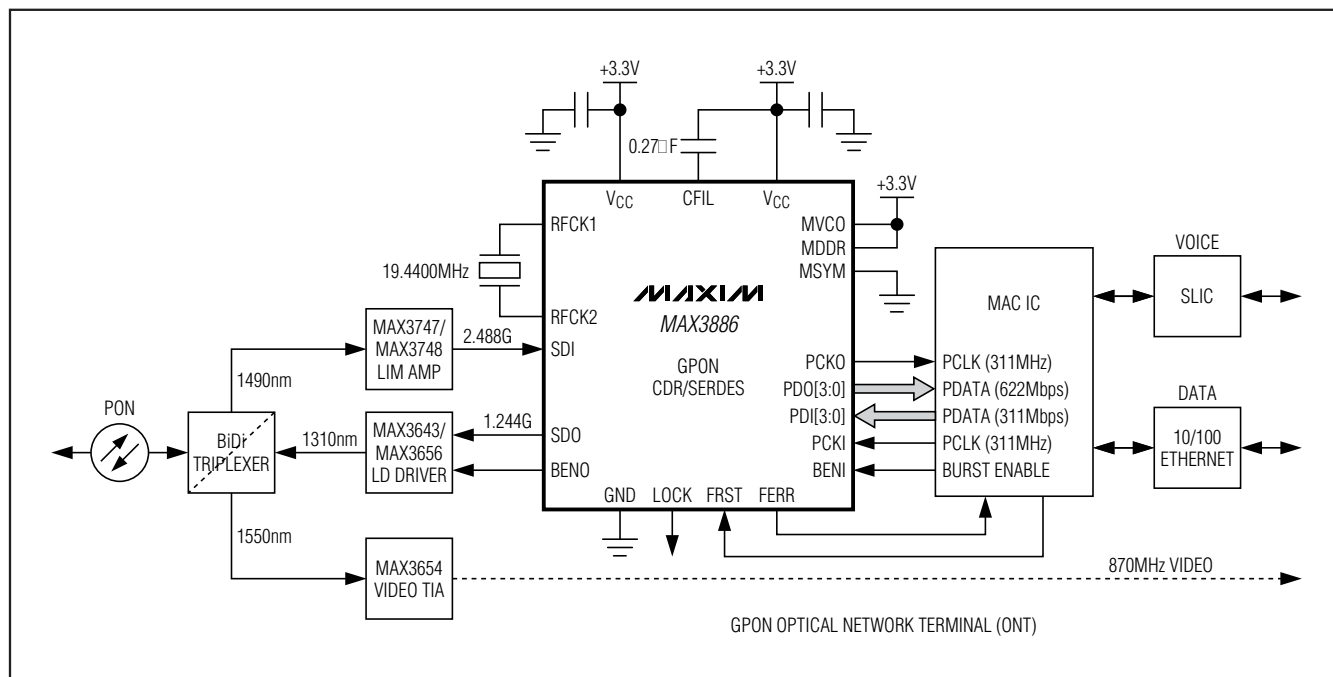 +3.3V
+3.3V
0.27□F
+3.3V
VCC
CFIL
VCC
RFCK1
RFCK2
SDI
SDO
BENO
19.4400MHz
MAXIM
MAX3886
GPON
CDR/SERDES
MVCO
MDDR
MSYM
PCKO
PDO[3:0]
PDI[3:0]
PCKI
BENI
GND
LOCK
FRST
FERR
MAC IC
PCLK (311MHz)
PDATA (622Mbps)
PDATA (311Mbps)
PCLK (311MHz)
BURST ENABLE
VOICE
SLIC
DATA
10/100
ETHERNET
MAX3747/
MAX3748
LIM AMP
2.488G
1490nm
PON
BiDi
TRIPLEXER
1310nm
MAX3643/
MAX3656
LD DRIVER
1.244G
1550nm
MAX3654
VIDEO TIA
870MHz VIDEO
GPON OPTICAL NETWORK TERMINAL (ONT)